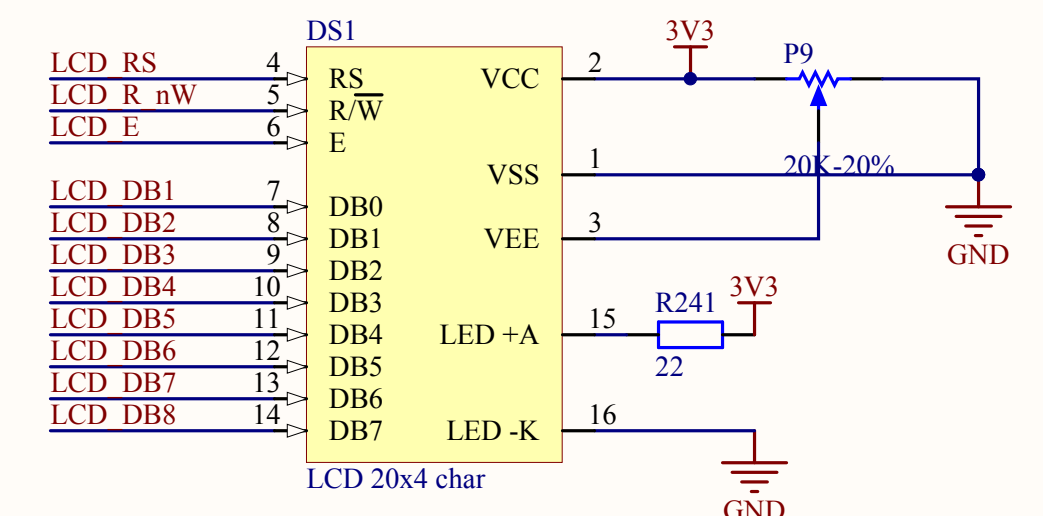 DS1
3V3
P9
LCD_RS 4 RS VCC 2
LCD_R_nW 5 R/W
LCD_E 6 E
20K-20%
VSS 1
LCD_DB1 7 DB0
LCD_DB2 8 DB1 VEE 3
GND
LCD_DB3 9 DB2
LCD_DB4 10 DB3
R241 3V3
LCD_DB5 11 DB4 LED +A 15
LCD_DB6 12 DB5
22
LCD_DB7 13 DB6
LCD_DB8 14 DB7 LED -K 16
LCD 20x4 char
GND